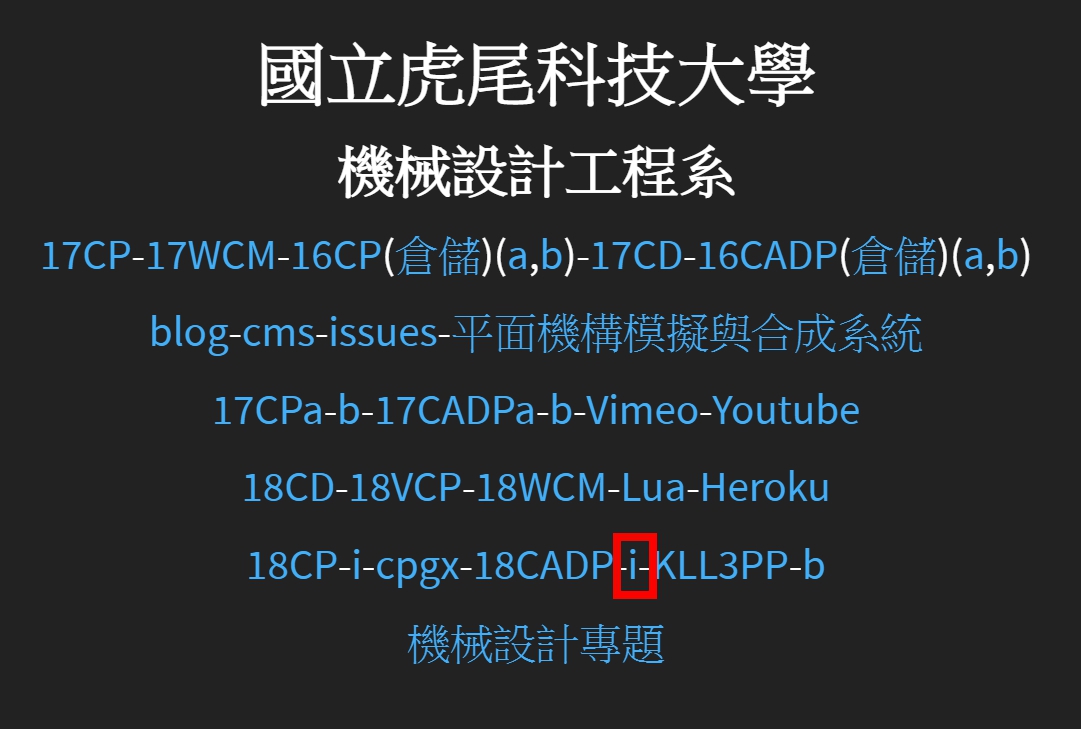 國立虎尾科技大學
機械設計工程系
17CP-17WCM-16CP(倉儲)(a,b)-17CD-16CADP(倉儲)(a,b)
blog-cms-issues-平面機構模擬與合成系統
17CPa-b-17CADPa-b-Vimeo-Youtube
18CD-18VCP-18WCM-Lua-Heroku
18CP-i-cpgx-18CADP-i-KLL3PP-b
機械設計專題